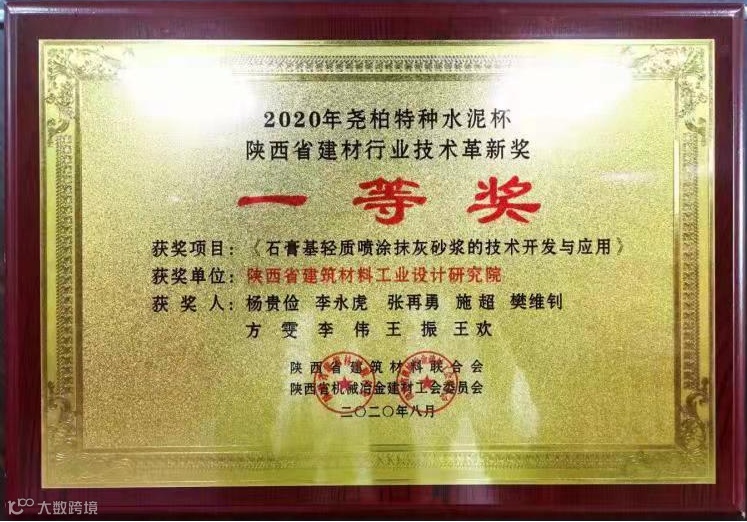 2020年尧柏特种水泥杯
陕西省建材行业技术革新奖
一等奖
获奖项目：《石膏基轻质喷涂抹灰砂浆的技术开发与应用》
获奖单位：陕西省建筑材料工业设计研究院
获 奖 人：杨贵俭 李永虎 张再勇 施超 樊维钊
方 雯 李 伟 王 振 王 欢
陕西省建筑材料联合会
陕西省机械冶金建材工会委员会
二〇二〇年八月
大数跨境